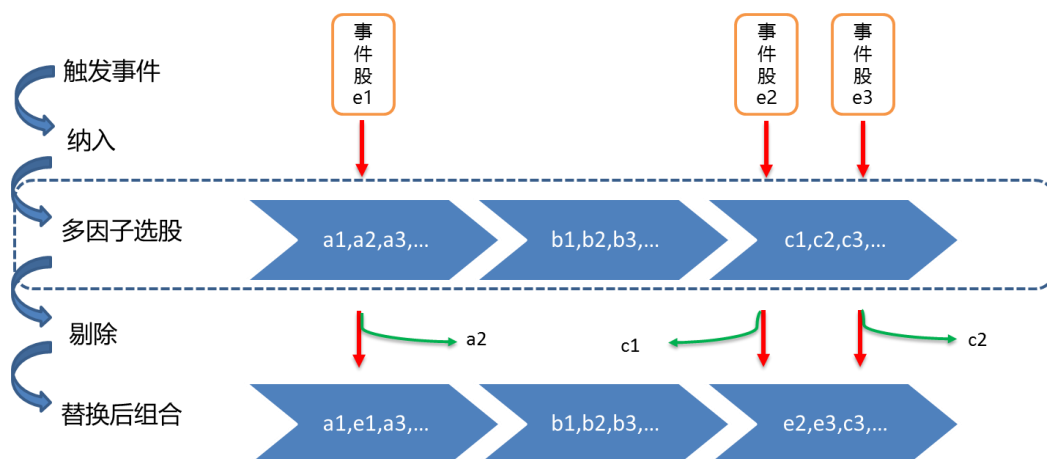 事
件
股
e1
事
件
股
e2
事
件
股
e3
触发事件
纳入
多因子选股
a1,a2,a3,...
b1,b2,b3,...
c1,c2,c3,...
剔除
a2
c1
c2
替换后组合
a1,e1,a3,...
b1,b2,b3,...
e2,e3,c3,...